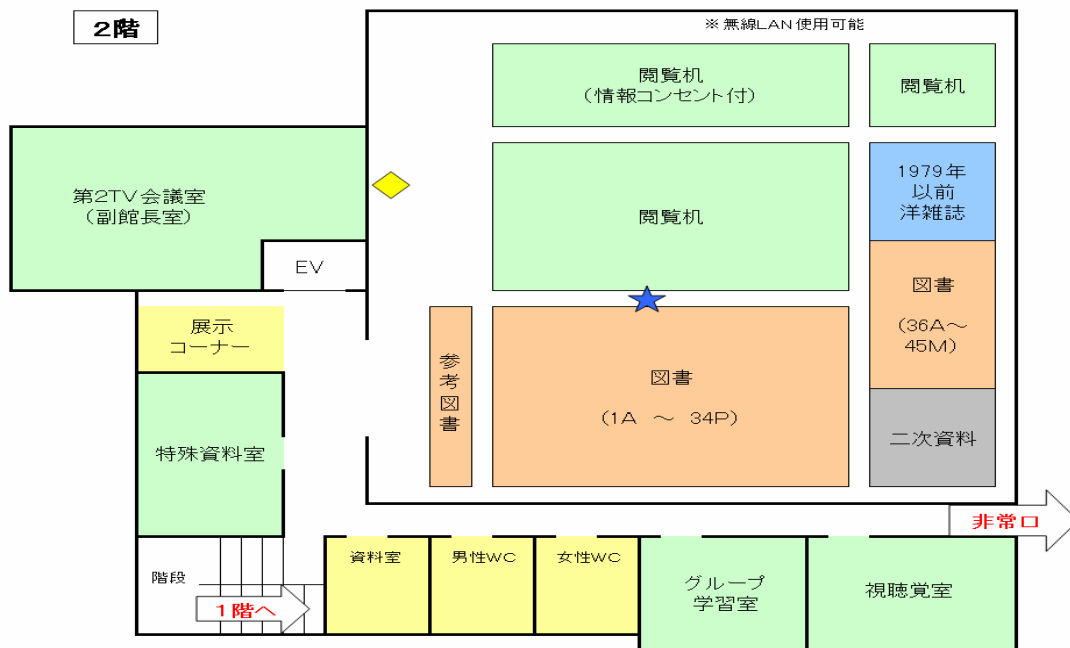 2階
※無線LAN使用可能
閲覧机
(情報コンセント付)
閲覧机
第2TV会議室
(副館長室)
閲覧机
1979年
以前
洋雑誌
EV
図書
(36A～
45M)
展示
コーナー
参考図書
図書
(1A ～ 34P)
特殊資料室
二次資料
非常口
資料室
男性WC
女性WC
階段
グループ
学習室
視聴覚室
1階へ